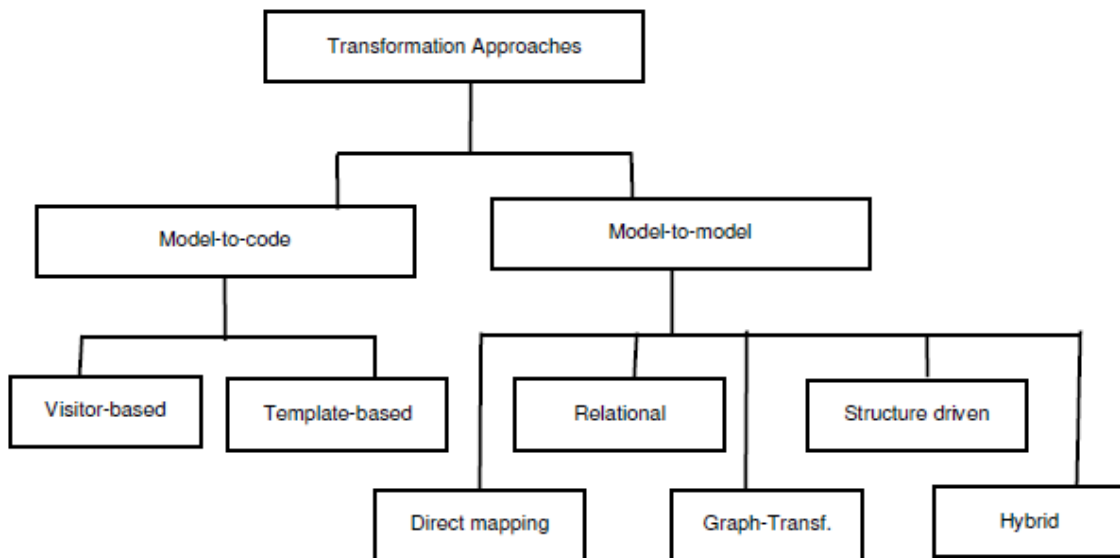 Transformation Approaches
Model-to-code
Model-to-model
Visitor-based
Template-based
Relational
Structure driven
Direct mapping
Graph-Transf.
Hybrid